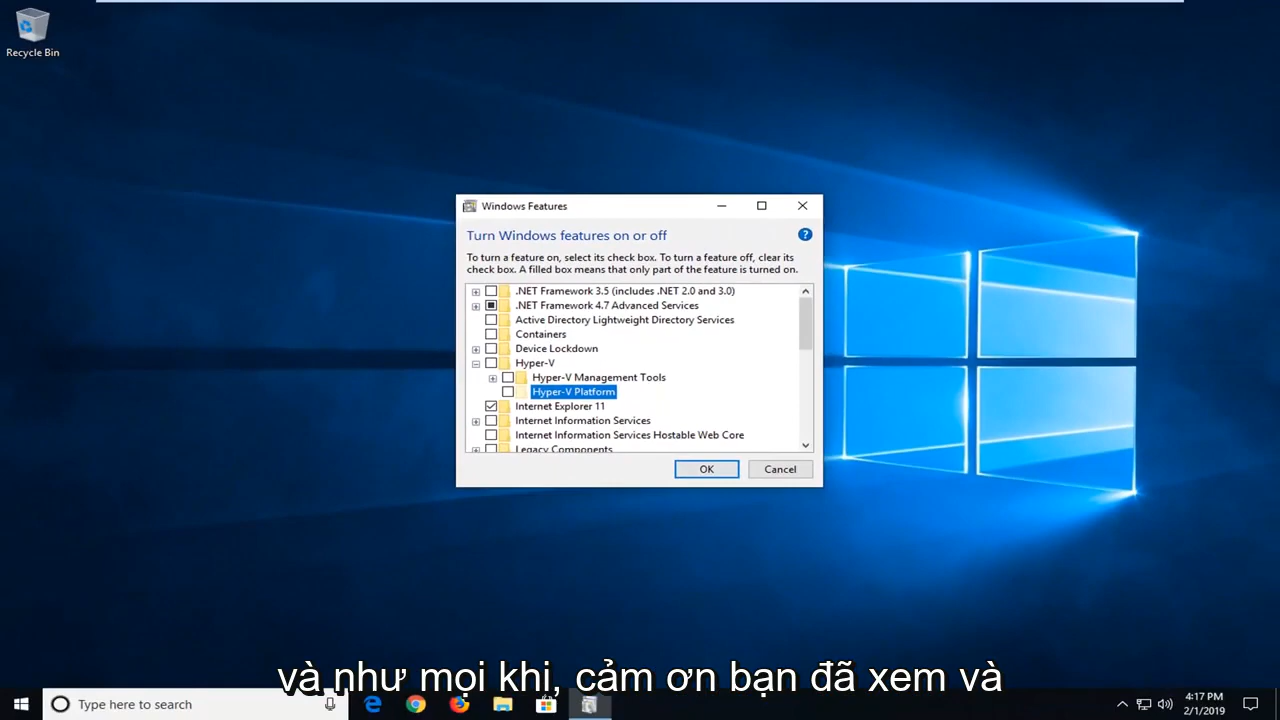 Recycle Bin
Windows Features
Turn Windows features on or off
To turn a feature on, select its check box. To turn a feature off, clear its
check box. A filled box means that only part of the feature is turned on.
.NET Framework 3.5 (includes .NET 2.0 and 3.0)
.NET Framework 4.7 Advanced Services
Active Directory Lightweight Directory Services
Containers
Device Lockdown
Hyper-V
Hyper-V Management Tools
Hyper-V Platform
Internet Explorer 11
Internet Information Services
Internet Information Services Hostable Web Core
Legacy Components
OK Cancel
và như mọi khi, cảm ơn bạn đã xem và
Type here to search
4:17 PM
2/1/2019